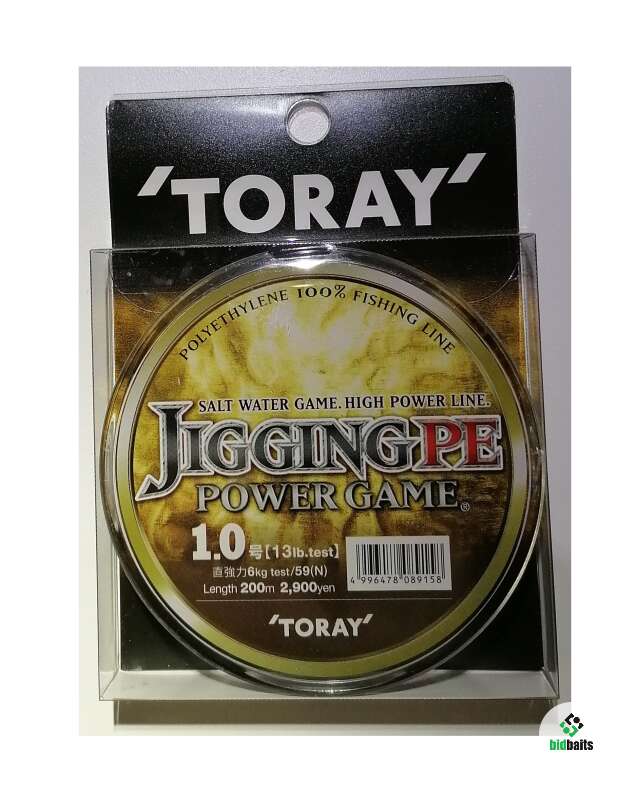 'TORAY'
POLYETHYLENE 100% FISHING LINE
SALT WATER GAME. HIGH POWER LINE.
JIGGING PE
POWER GAME®
1.0号【13lb.test】
直強力6kg test/59(N)
Length 200m 2,900yen
4 996478 089158
'TORAY'
bidbaits